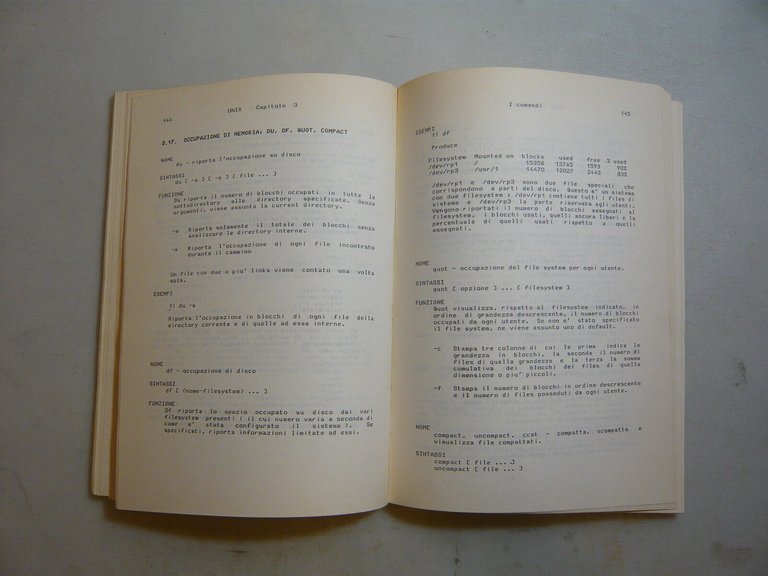 144
UNIX Capitolo 3
3.17. OCCUPAZIONE DI MEMORIA: DU, DF, QUOT, COMPACT
NOME
du - riporta l'occupazione su disco
SINTASSI
du [ -s ] [ -a ] [ file ... ]
FUNZIONE
Du riporta il numero di blocchi occupati in tutte le
sottodirectory alle directory specificate. Senza
argomenti, viene assunta la current directory.
-s Riporta solamente il totale dei blocchi senza
analizzare le directory interne.
-a Riporta l'occupazione di ogni file incontrato
durante il cammino
Un file con due o piu' links viene contato una volta
sola.
ESEMPI
1) du -a
Riporta l'occupazione in blocchi di ogni file della
directory corrente e di quelle ad essa interne.
NOME
df - occupazione di disco
SINTASSI
df [ (nome-filesystem) ... ]
FUNZIONE
Df riporta lo spazio occupato su disco dai vari
filesystem presenti ( il cui numero varia a seconda di
come e' stata configurato il sistema ). Se
specificati, riporta informazioni limitate ad essi.
I comandi
145
ESEMPI
1) df
Produce
Filesystem Mounted on blocks used free % used
/dev/rp1 / 15358 13765 1593 90%
/dev/rp3 /usr/1 14470 12027 2443 83%
/dev/rp1 e /dev/rp3 sono due file speciali che
corrispondono a parti del disco. Questo e' un sistema
con due filesystem : /dev/rp1 contiene tutti i files di
sistema e /dev/rp3 la parte riservata agli utenti.
Vengono riportati il numero di blocchi assegnati al
filesystem, i blocchi usati, quelli ancora liberi e la
percentuale di quelli usati rispetto a quelli
assegnati.
NOME
quot - occupazione del file system per ogni utente.
SINTASSI
quot [ opzione ] ... [ filesystem ]
FUNZIONE
Quot visualizza, rispetto al filesystem indicato, in
ordine di grandezza descrescente, il numero di blocchi
occupati da ogni utente. Se non e' stato specificato
il file system, ne viene assunto uno di default.
-c Stampa tre colonne di cui la prima indica la
grandezza in blocchi, la seconda il numero di
files di quella grandezza e la terza la somma
cumulativa dei blocchi dei files di quella
dimensione o piu' piccoli.
-f Stampa il numero di blocchi in ordine descrescente
e il numero di files posseduti da ogni utente.
NOME
compact, uncompact, ccat - compatta, scompatta e
visualizza file compattati.
SINTASSI
compact [ file ... ]
uncompact [ file ... ]